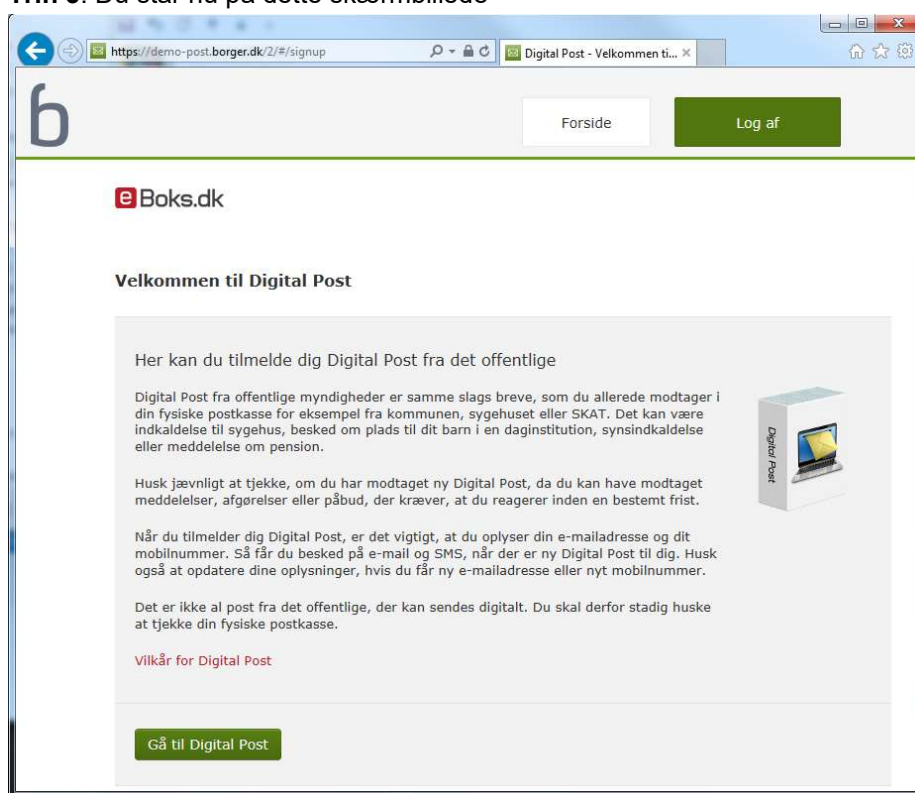 Du står nu på dette skærmbillede
https://demo-post.borger.dk/2/#/signup
Digital Post - Velkommen ti...
Forside
Log af
eBoks.dk
Velkommen til Digital Post
Her kan du tilmelde dig Digital Post fra det offentlige
Digital Post fra offentlige myndigheder er samme slags breve, som du allerede modtager i
din fysiske postkasse for eksempel fra kommunen, sygehuset eller SKAT. Det kan være
indkaldelse til sygehus, besked om plads til dit barn i en daginstitution, synsindkaldelse
eller meddelelse om pension.
Digital Post
Husk jævnligt at tjekke, om du har modtaget ny Digital Post, da du kan have modtaget
meddelelser, afgørelser eller påbud, der kræver, at du reagerer inden en bestemt frist.
Når du tilmelder dig Digital Post, er det vigtigt, at du oplyser din e-mailadresse og dit
mobilnummer. Så får du besked på e-mail og SMS, når der er ny Digital Post til dig. Husk
også at opdatere dine oplysninger, hvis du får ny e-mailadresse eller nyt mobilnummer.
Det er ikke al post fra det offentlige, der kan sendes digitalt. Du skal derfor stadig huske
at tjekke din fysiske postkasse.
Vilkår for Digital Post
Gå til Digital Post